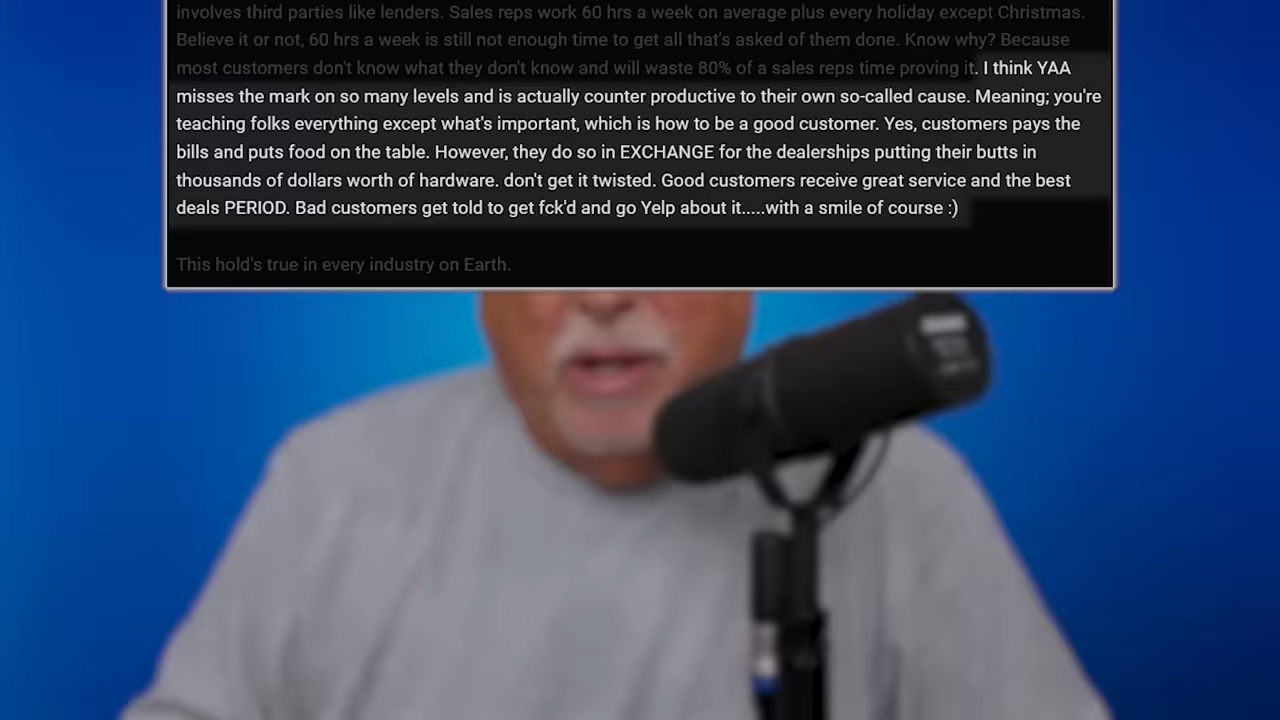 involves third parties like lenders. Sales reps work 60 hrs a week on average plus every holiday except Christmas.
Believe it or not, 60 hrs a week is still not enough time to get all that's asked of them done. Know why? Because
most customers don't know what they don't know and will waste 80% of a sales reps time proving it. I think YAA
misses the mark on so many levels and is actually counter productive to their own so-called cause. Meaning; you're
teaching folks everything except what's important, which is how to be a good customer. Yes, customers pays the
bills and puts food on the table. However, they do so in EXCHANGE for the dealerships putting their butts in
thousands of dollars worth of hardware. don't get it twisted. Good customers receive great service and the best
deals PERIOD. Bad customers get told to get fck'd and go Yelp about it.....with a smile of course :)
This hold's true in every industry on Earth.